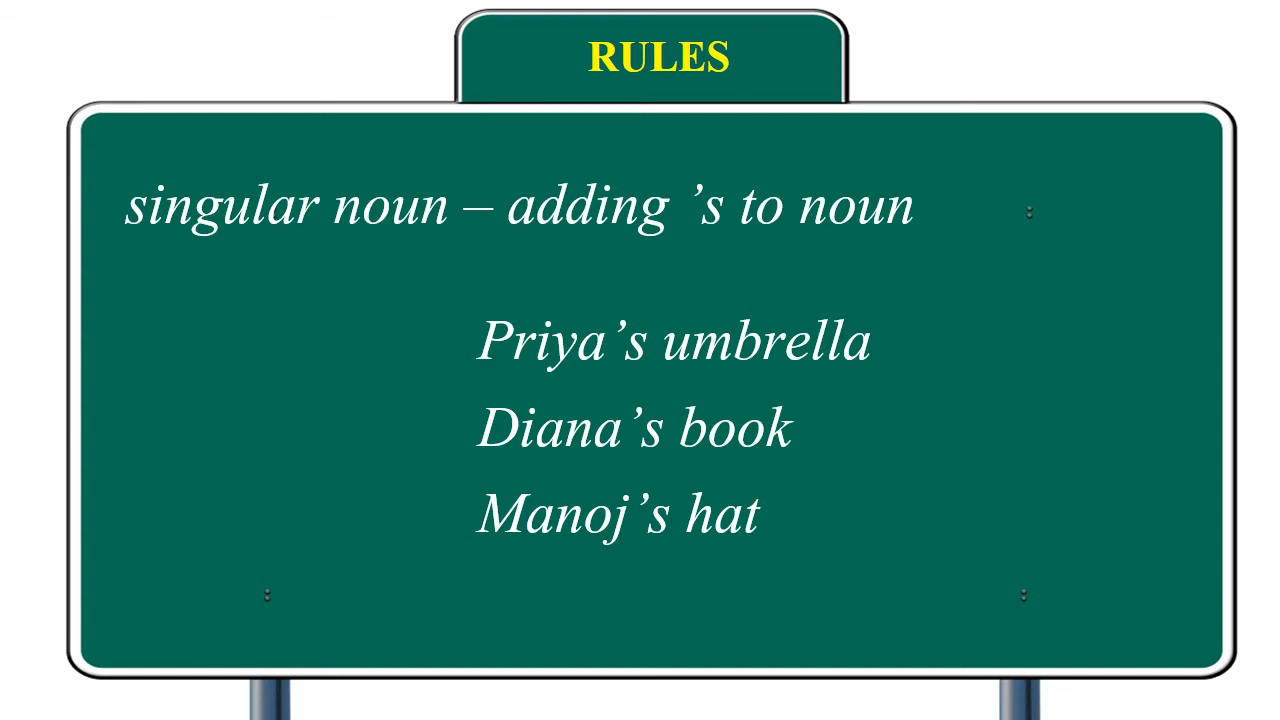 RULES
singular noun – adding ’s to noun
Priya’s umbrella
Diana’s book
Manoj’s hat